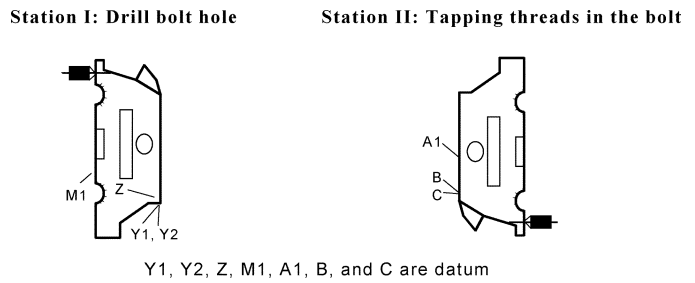 Station I: Drill bolt hole
Station II: Tapping threads in the bolt
M1
Z
Y1, Y2
A1
B
C
Y1, Y2, Z, M1, A1, B, and C are datum